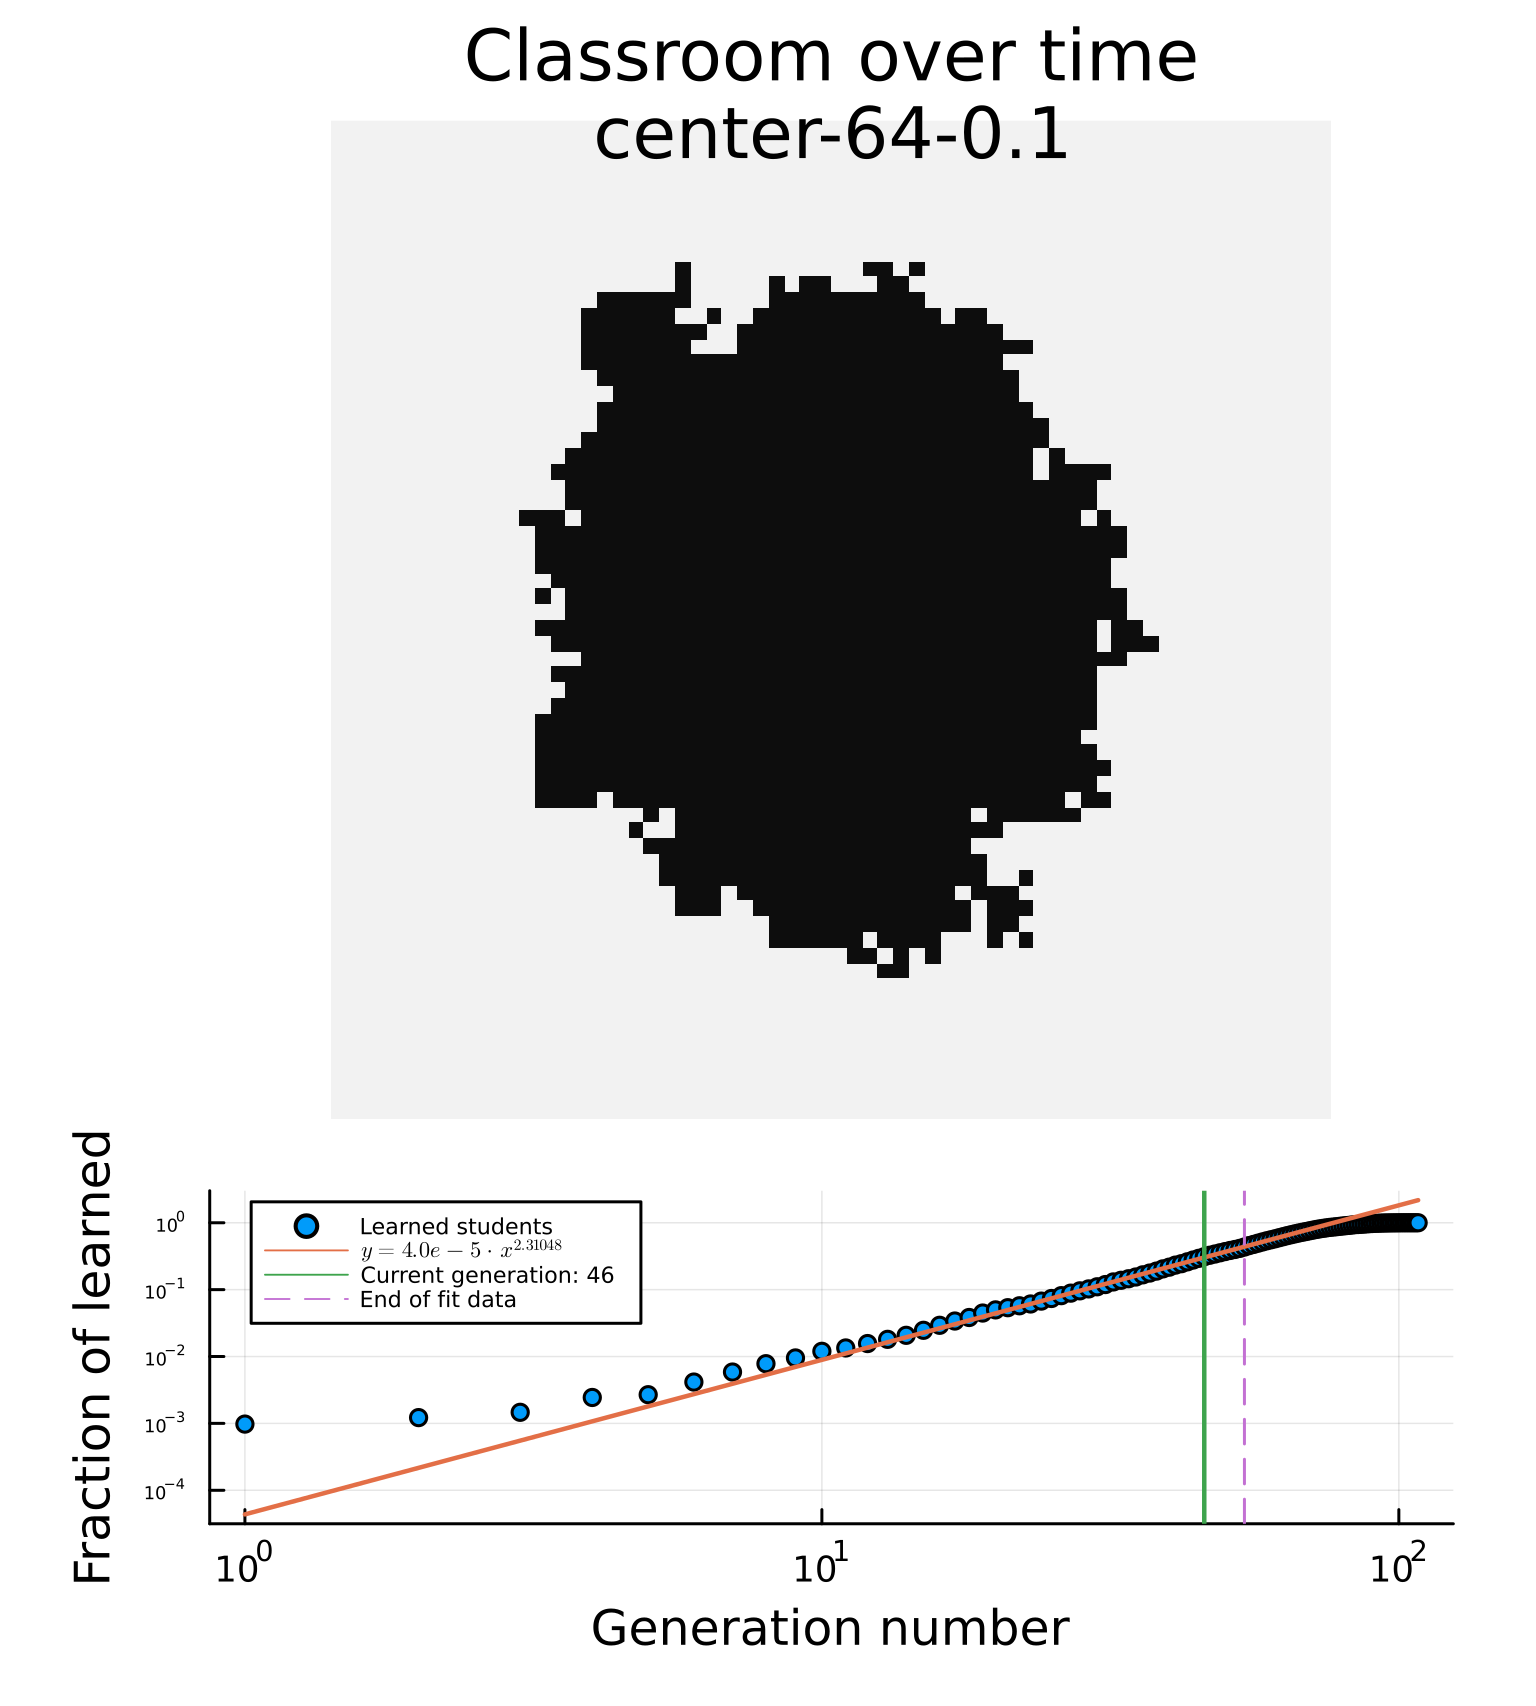 Classroom over time
center-64-0.1
Fraction of learned
10^0
10^-1
10^-2
10^-3
10^-4
Learned students
y = 4.0e − 5 · x^2.31048
Current generation: 46
End of fit data
10^0
10^1
10^2
Generation number